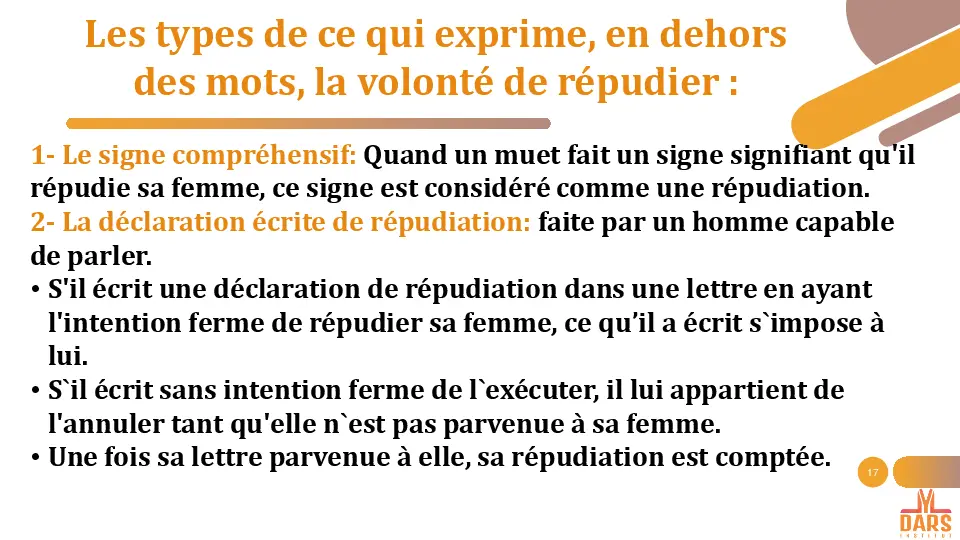 Les types de ce qui exprime, en dehors
des mots, la volonté de répudier :
1- Le signe compréhensif: Quand un muet fait un signe signifiant qu'il
répudie sa femme, ce signe est considéré comme une répudiation.
2- La déclaration écrite de répudiation: faite par un homme capable
de parler.
• S'il écrit une déclaration de répudiation dans une lettre en ayant
l'intention ferme de répudier sa femme, ce qu’il a écrit s`impose à
lui.
• S`il écrit sans intention ferme de l`exécuter, il lui appartient de
l'annuler tant qu'elle n`est pas parvenue à sa femme.
• Une fois sa lettre parvenue à elle, sa répudiation est comptée.
17
DARS
INSTITUT